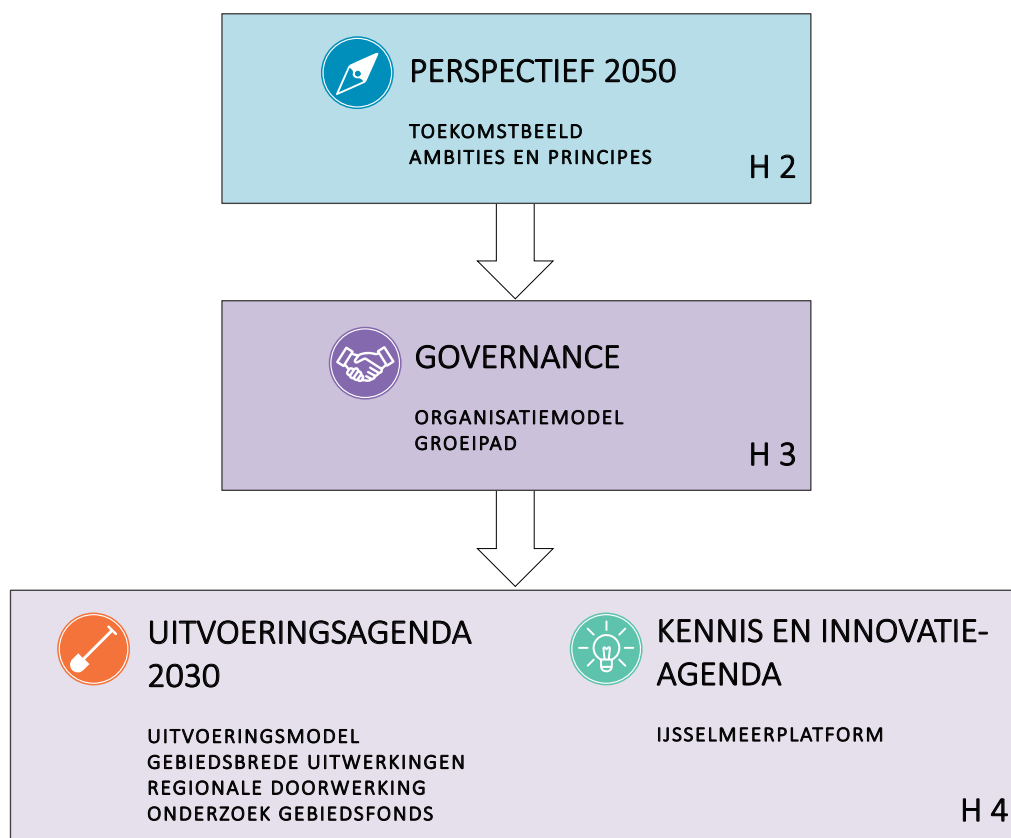 PERSPECTIEF 2050
TOEKOMSTBEELD
AMBITIES EN PRINCIPES
H 2
GOVERNANCE
ORGANISATIEMODEL
GROEIPAD
H 3
UITVOERINGSAGENDA
2030
UITVOERINGSMODEL
GEBIEDSBREDE UITWERKINGEN
REGIONALE DOORWERKING
ONDERZOEK GEBIEDSFONDS
KENNIS EN INNOVATIE-
AGENDA
IJSSELMEERPLATFORM
H 4